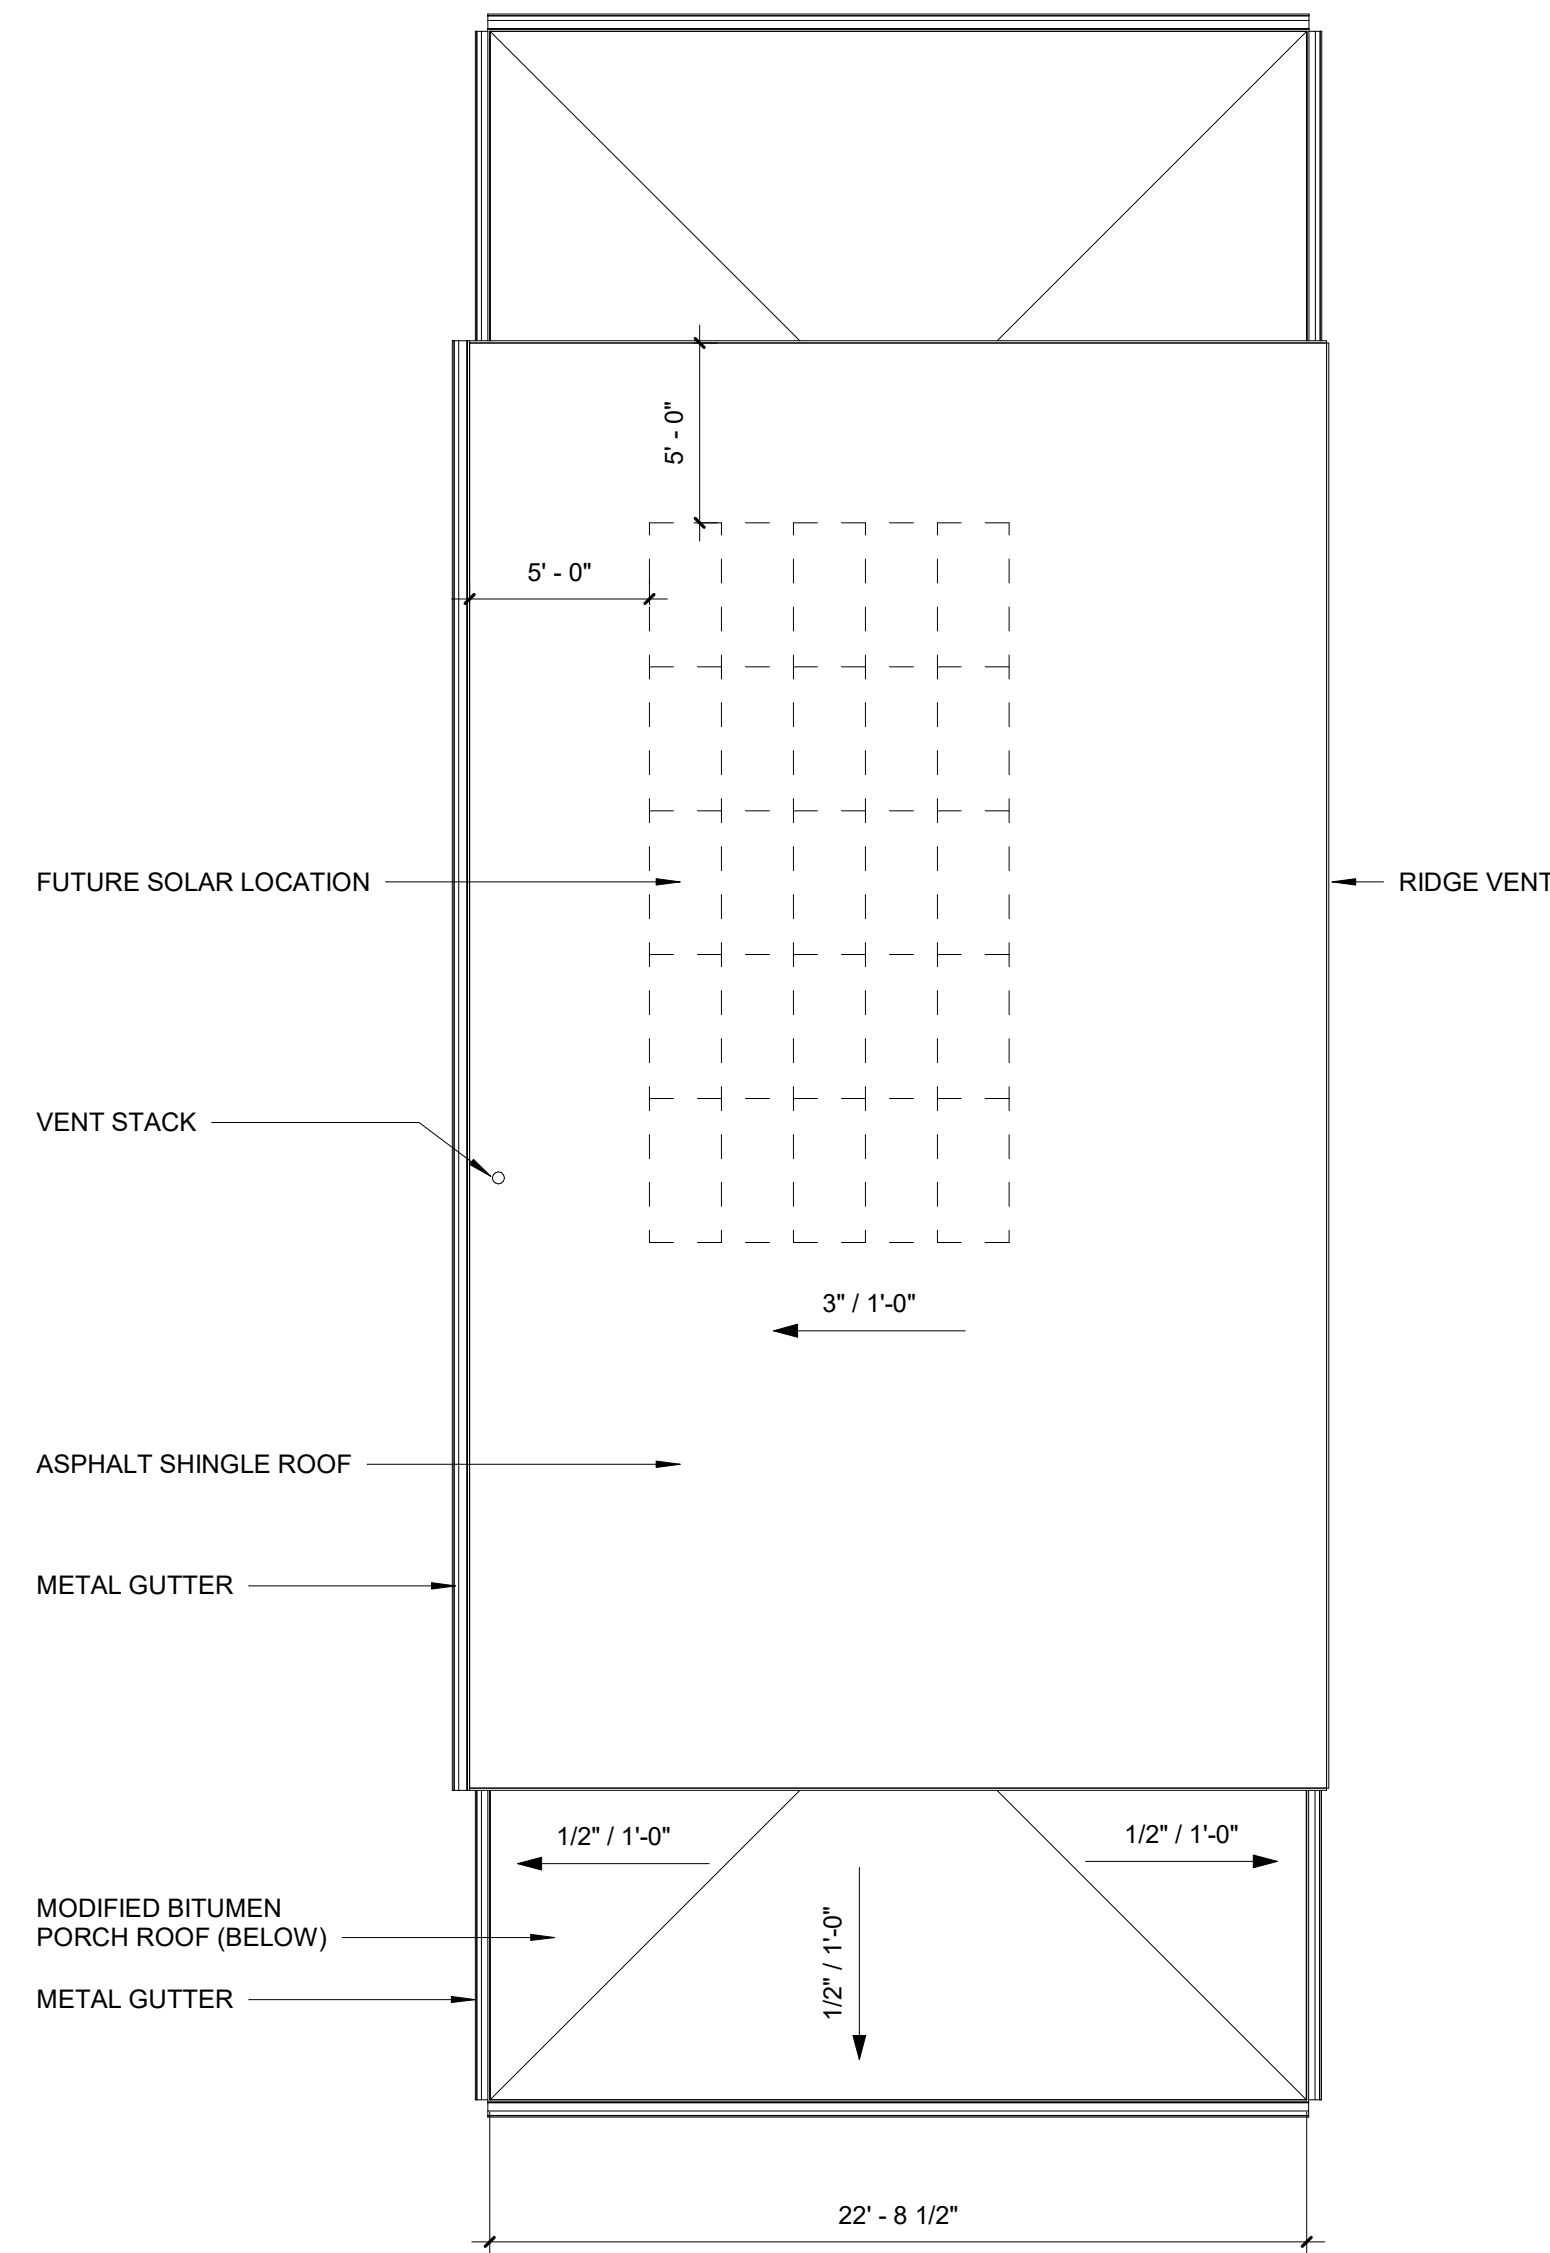 5' - 0"
5' - 0"
FUTURE SOLAR LOCATION
RIDGE VENT
VENT STACK
3" / 1'-0"
ASPHALT SHINGLE ROOF
METAL GUTTER
1/2" / 1'-0"
1/2" / 1'-0"
MODIFIED BITUMEN
PORCH ROOF (BELOW)
1/2" / 1'-0"
METAL GUTTER
22' - 8 1/2"